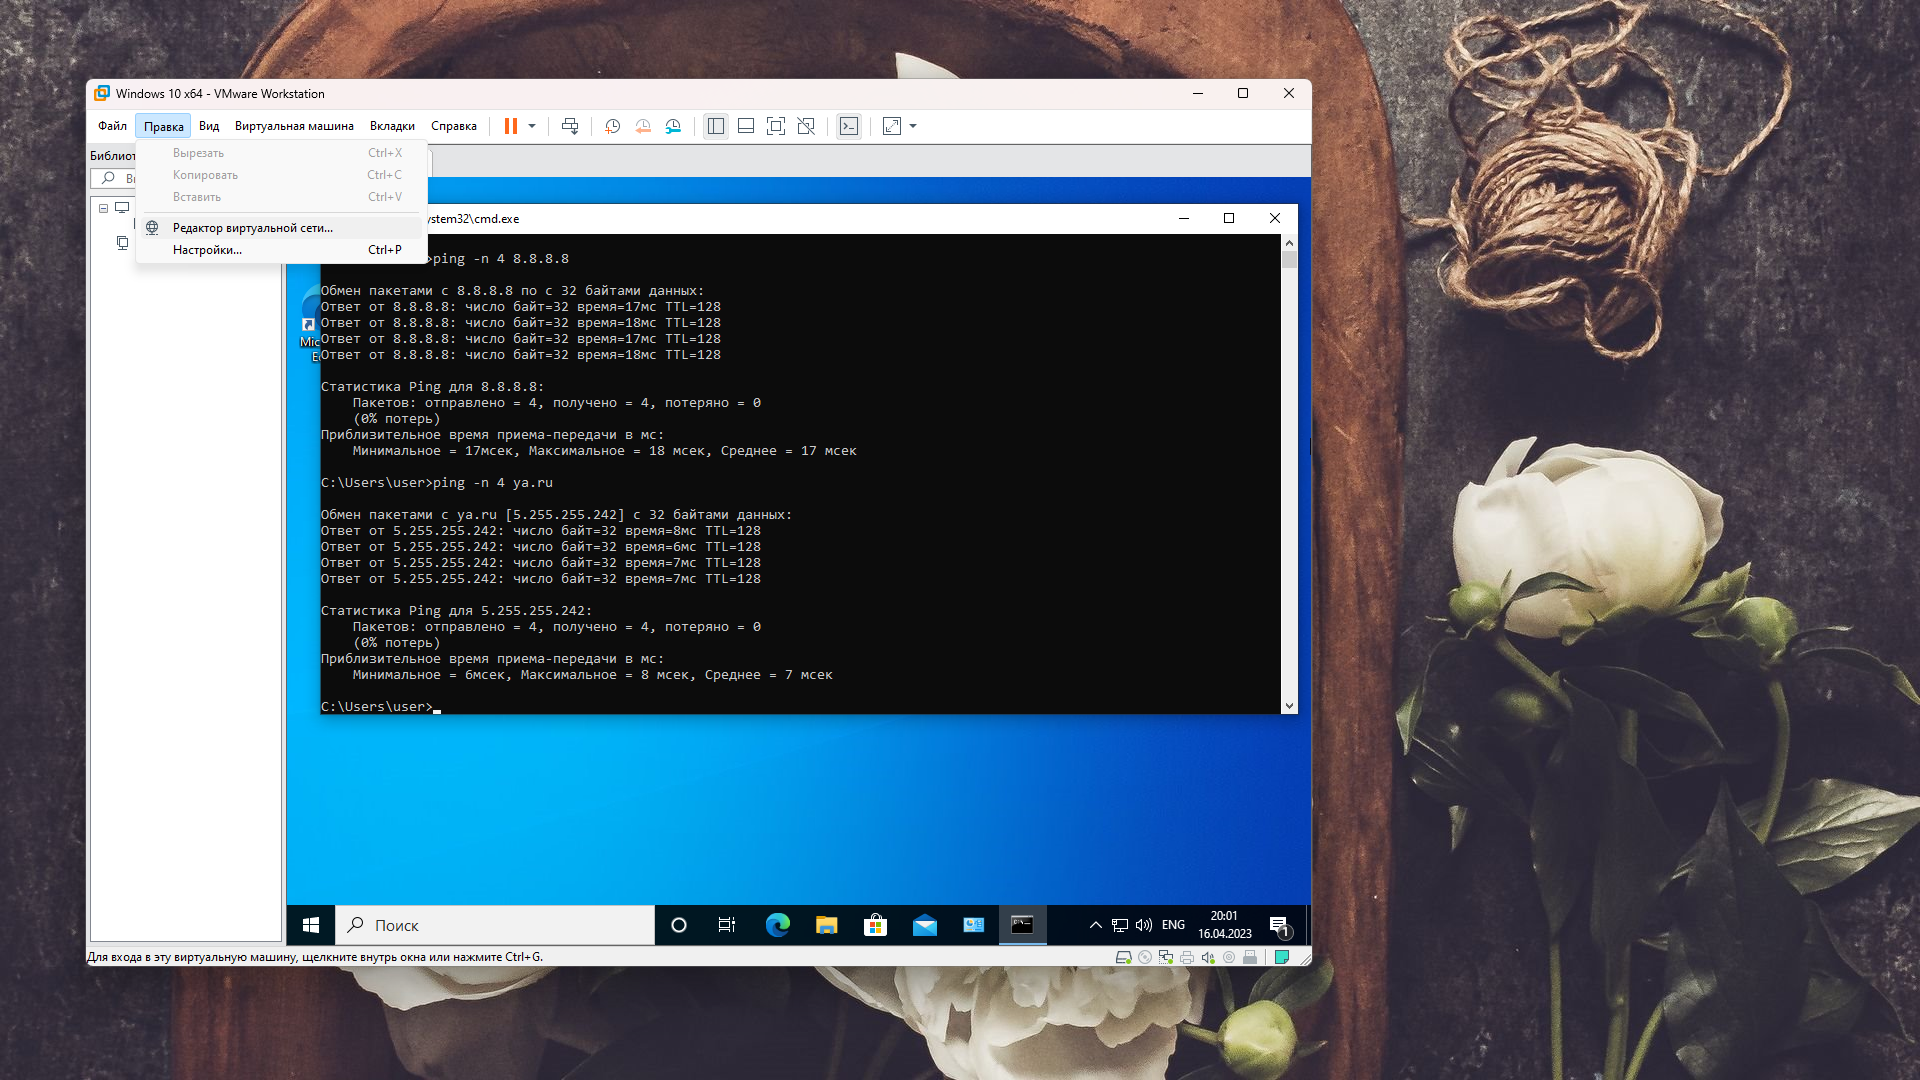 Windows 10 x64 - VMware Workstation
Файл Правка Вид Виртуальная машина Вкладки Справка
Библиот
Вырезать Ctrl+X
Копировать Ctrl+C
Вставить Ctrl+V
Редактор виртуальной сети...
Настройки... Ctrl+P
ystem32\cmd.exe
>ping -n 4 8.8.8.8
Обмен пакетами с 8.8.8.8 по с 32 байтами данных:
Ответ от 8.8.8.8: число байт=32 время=17мс TTL=128
Ответ от 8.8.8.8: число байт=32 время=18мс TTL=128
Ответ от 8.8.8.8: число байт=32 время=17мс TTL=128
Ответ от 8.8.8.8: число байт=32 время=18мс TTL=128
Статистика Ping для 8.8.8.8:
Пакетов: отправлено = 4, получено = 4, потеряно = 0
(0% потерь)
Приблизительное время приема-передачи в мс:
Минимальное = 17мсек, Максимальное = 18 мсек, Среднее = 17 мсек
C:\Users\user>ping -n 4 ya.ru
Обмен пакетами с ya.ru [5.255.255.242] с 32 байтами данных:
Ответ от 5.255.255.242: число байт=32 время=8мс TTL=128
Ответ от 5.255.255.242: число байт=32 время=6мс TTL=128
Ответ от 5.255.255.242: число байт=32 время=7мс TTL=128
Ответ от 5.255.255.242: число байт=32 время=7мс TTL=128
Статистика Ping для 5.255.255.242:
Пакетов: отправлено = 4, получено = 4, потеряно = 0
(0% потерь)
Приблизительное время приема-передачи в мс:
Минимальное = 6мсек, Максимальное = 8 мсек, Среднее = 7 мсек
C:\Users\user>
Mic
Поиск
ENG
20:01
16.04.2023
1
Для входа в эту виртуальную машину, щелкните внутрь окна или нажмите Ctrl+G.